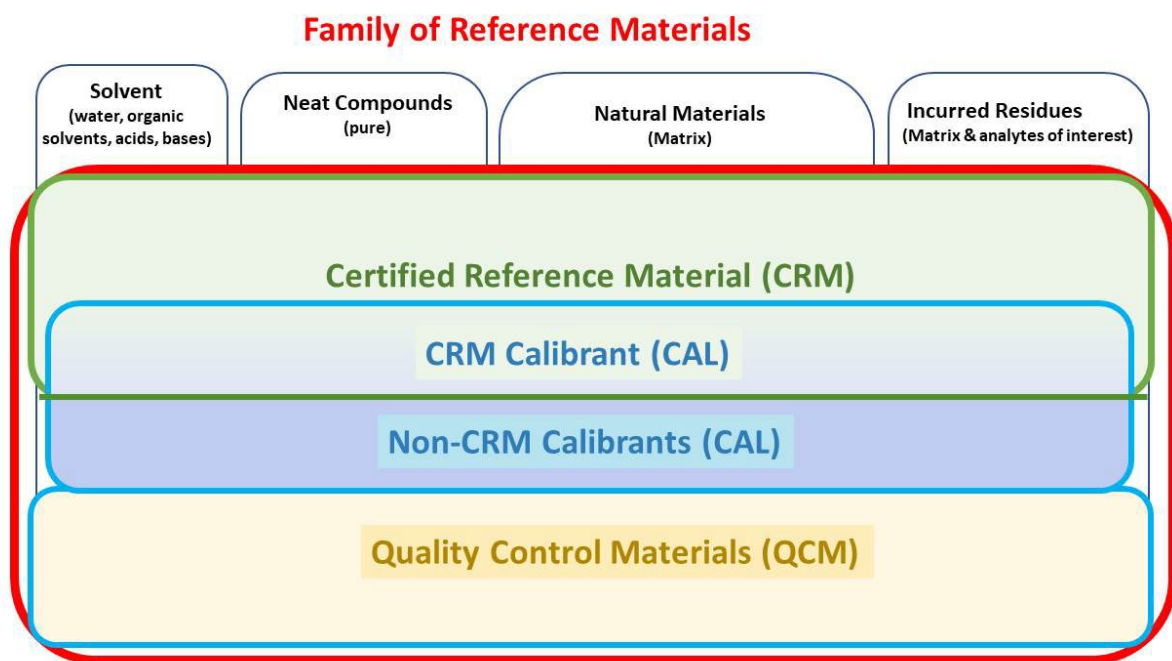 Family of Reference Materials
Solvent
(water, organic
solvents, acids, bases)
Neat Compounds
(pure)
Natural Materials
(Matrix)
Incurred Residues
(Matrix & analytes of interest)
Certified Reference Material (CRM)
CRM Calibrant (CAL)
Non-CRM Calibrants (CAL)
Quality Control Materials (QCM)